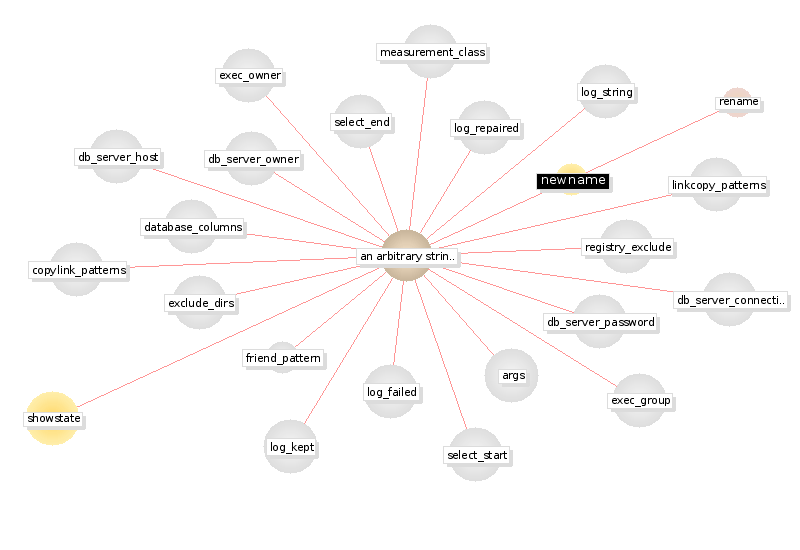 measurement_class
exec_owner
log_string
rename
select_end
log_repaired
db_server_host
db_server_owner
newname
linkcopy_patterns
database_columns
registry_exclude
an arbitrary strin..
copylink_patterns
exclude_dirs
db_server_connecti..
db_server_password
friend_pattern
args
log_failed
exec_group
showstate
log_kept
select_start